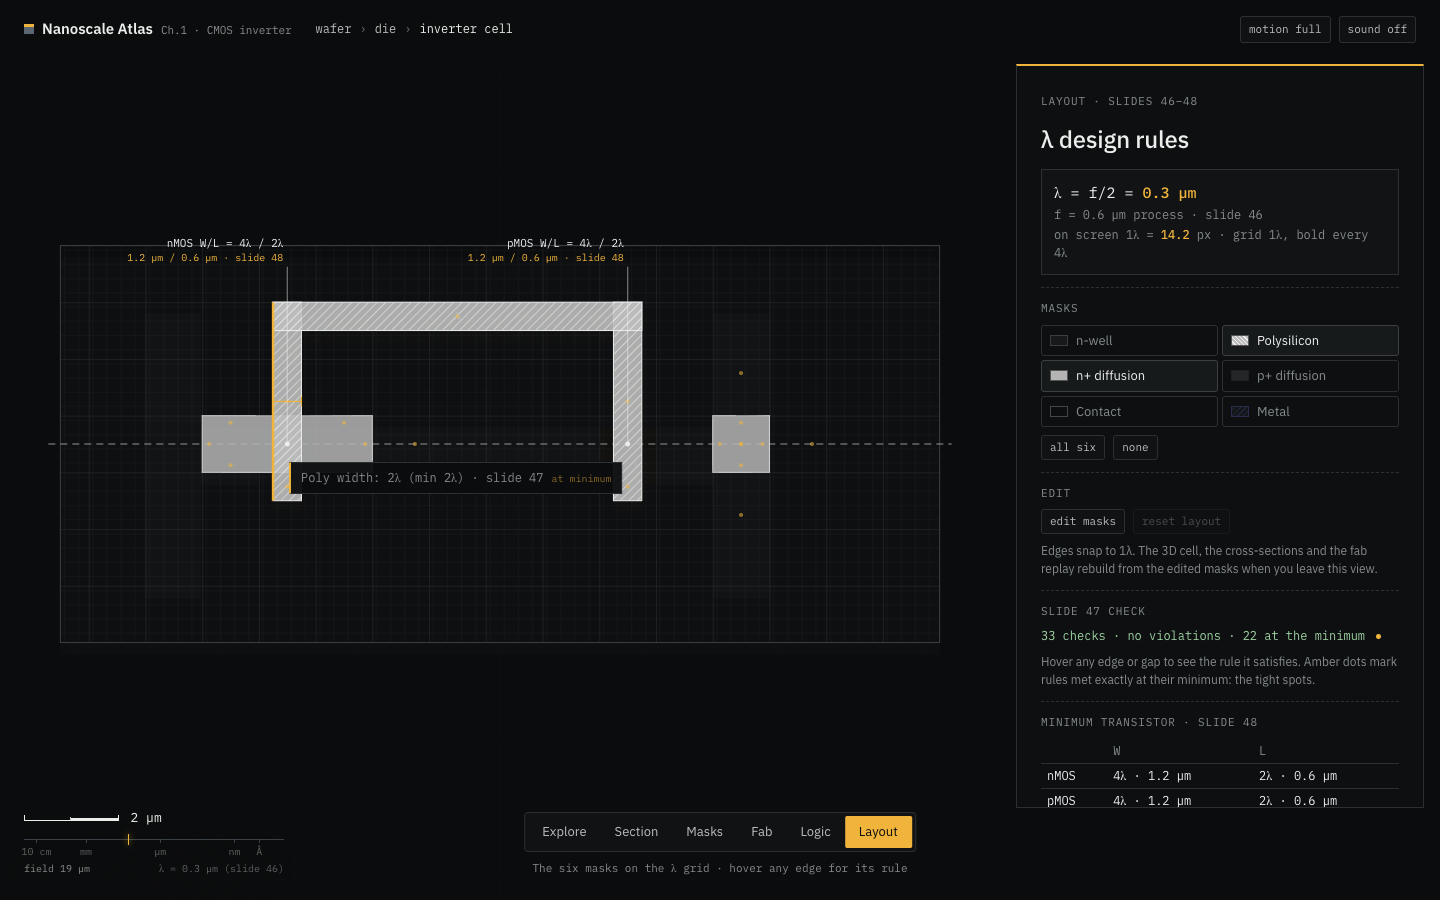 Nanoscale Atlas Ch.1 · CMOS inverter wafer › die › inverter cell
motion full
sound off
nMOS W/L = 4λ / 2λ
1.2 μm / 0.6 μm · slide 48
pMOS W/L = 4λ / 2λ
1.2 μm / 0.6 μm · slide 48
Poly width: 2λ (min 2λ) · slide 47 at minimum
LAYOUT · SLIDES 46–48
λ design rules
λ = f/2 = 0.3 μm
f = 0.6 μm process · slide 46
on screen 1λ = 14.2 px · grid 1λ, bold every
4λ
MASKS
n-well
Polysilicon
n+ diffusion
p+ diffusion
Contact
Metal
all six
none
EDIT
edit masks
reset layout
Edges snap to 1λ. The 3D cell, the cross-sections and the fab
replay rebuild from the edited masks when you leave this view.
SLIDE 47 CHECK
33 checks · no violations · 22 at the minimum
Hover any edge or gap to see the rule it satisfies. Amber dots mark
rules met exactly at their minimum: the tight spots.
MINIMUM TRANSISTOR · SLIDE 48
W L
nMOS 4λ · 1.2 μm 2λ · 0.6 μm
pMOS 4λ · 1.2 μm 2λ · 0.6 μm
2 μm
10 cm mm μm nm Å
field 19 μm λ = 0.3 μm (slide 46)
Explore Section Masks Fab Logic Layout
The six masks on the λ grid · hover any edge for its rule